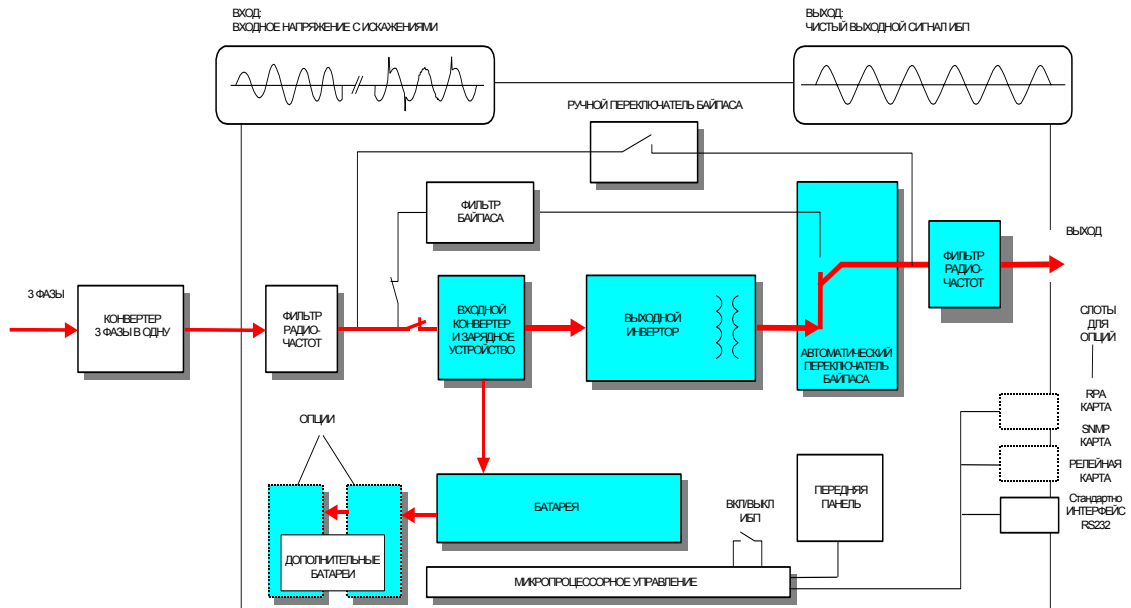 ВХОД:
ВХОДНОЕ НАПРЯЖЕНИЕ С ИСКАЖЕНИЯМИ
ВЫХОД:
ЧИСТЫЙ ВЫХОДНОЙ СИГНАЛ ИБП
РУЧНОЙ ПЕРЕКЛЮЧАТЕЛЬ БАЙПАСА
ФИЛЬТР
БАЙПАСА
ВЫХОД
3 ФАЗЫ
КОНВЕРТЕР
3 ФАЗЫ В ОДНУ
ФИЛЬТР
РАДИО-
ЧАСТОТ
ВХОДНОЙ
КОНВЕРТЕР
И ЗАРЯДНОЕ
УСТРОЙСТВО
ВЫХОДНОЙ
ИНВЕРТОР
АВТОМАТИЧЕСКИЙ
ПЕРЕКЛЮЧАТЕЛЬ
БАЙПАСА
ФИЛЬТР
РАДИО-
ЧАСТОТ
СЛОТЫ
ДЛЯ
ОПЦИЙ
RPA
КАРТА
SNMP
КАРТА
РЕЛЕЙНАЯ
КАРТА
Стандартно
ИНТЕРФЕЙС
RS232
ОПЦИИ
БАТАРЕЯ
ДОПОЛНИТЕЛЬНЫЕ
БАТАРЕИ
ВКЛ/ВЫКЛ
ИБП
ПЕРЕДНЯЯ
ПАНЕЛЬ
МИКРОПРОЦЕССОРНОЕ УПРАВЛЕНИЕ